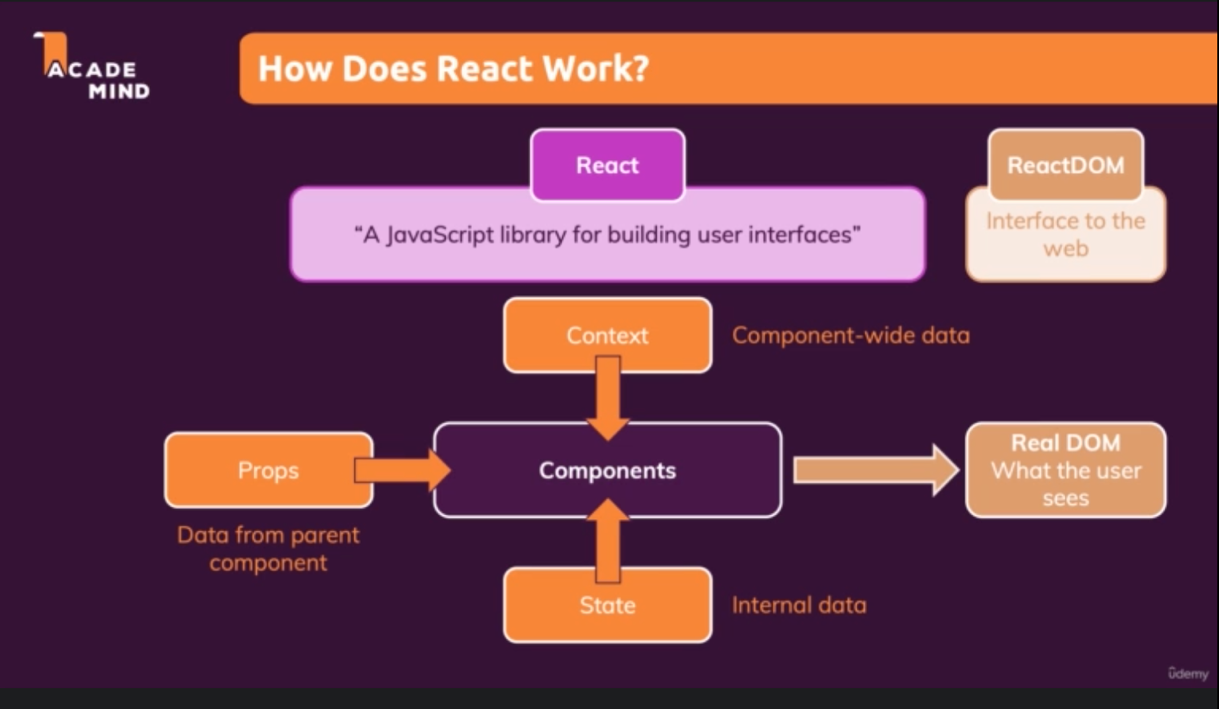 ACADE
MIND
How Does React Work?
React
ReactDOM
“A JavaScript library for building user interfaces”
Interface to the
web
Context
Component-wide data
Props
Components
Real DOM
What the user
sees
Data from parent
component
State
Internal data
ûdemy